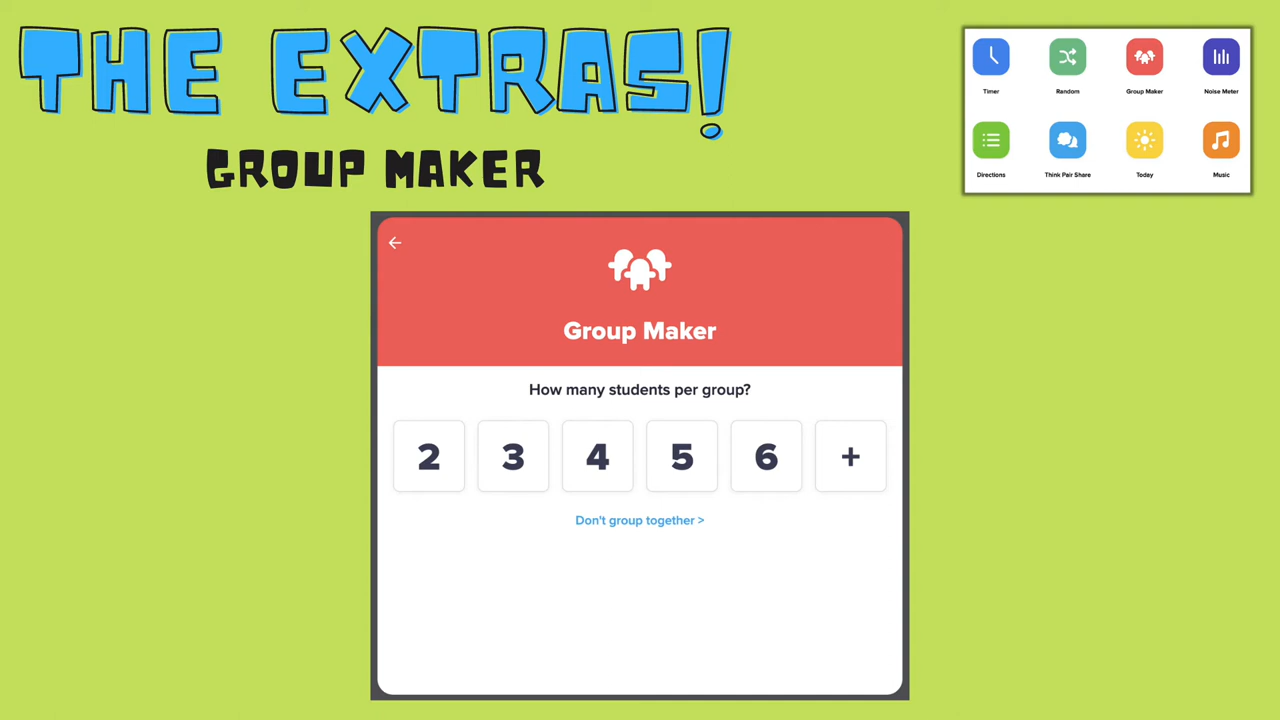 THE EXTRAS!
GROUP MAKER
Timer Random Group Maker Noise Meter
Directions Think Pair Share Today Music
Group Maker
How many students per group?
2 3 4 5 6 +
Don't group together >